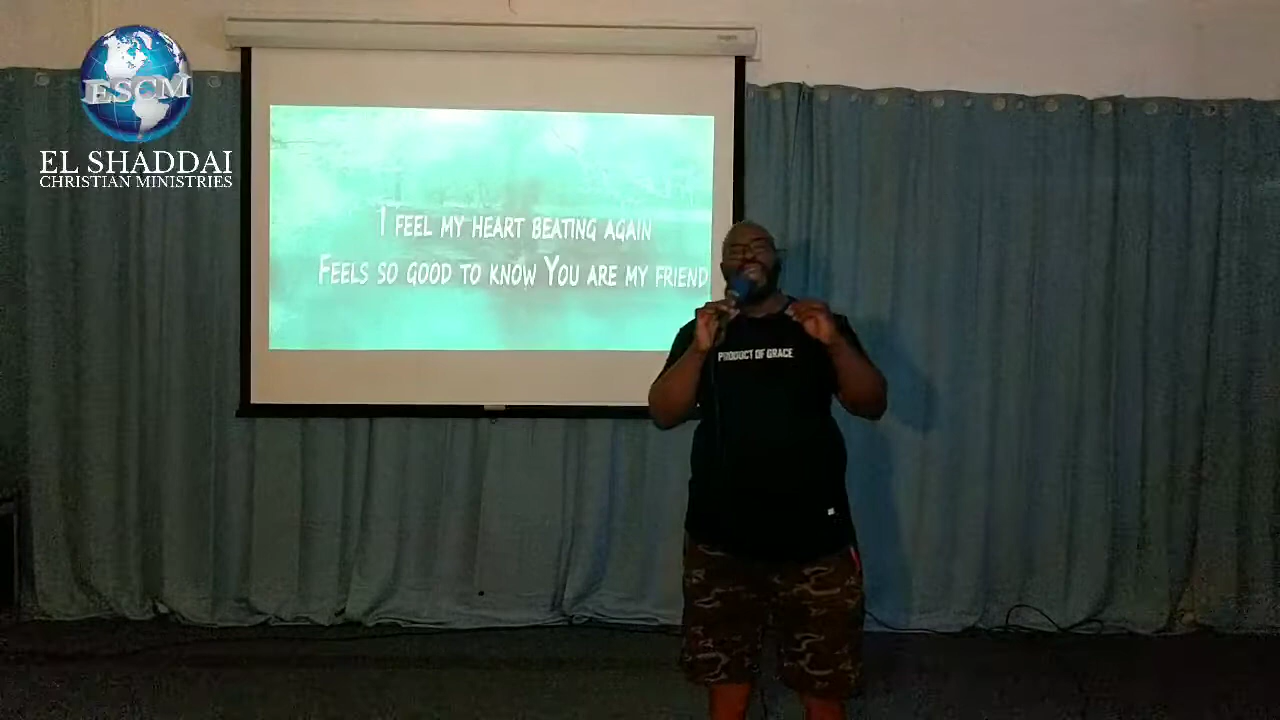 ESCM
EL SHADDAI
CHRISTIAN MINISTRIES
I FEEL MY HEART BEATING AGAIN
FEELS SO GOOD TO KNOW YOU ARE MY FRIEND
PRODUCT OF GRACE